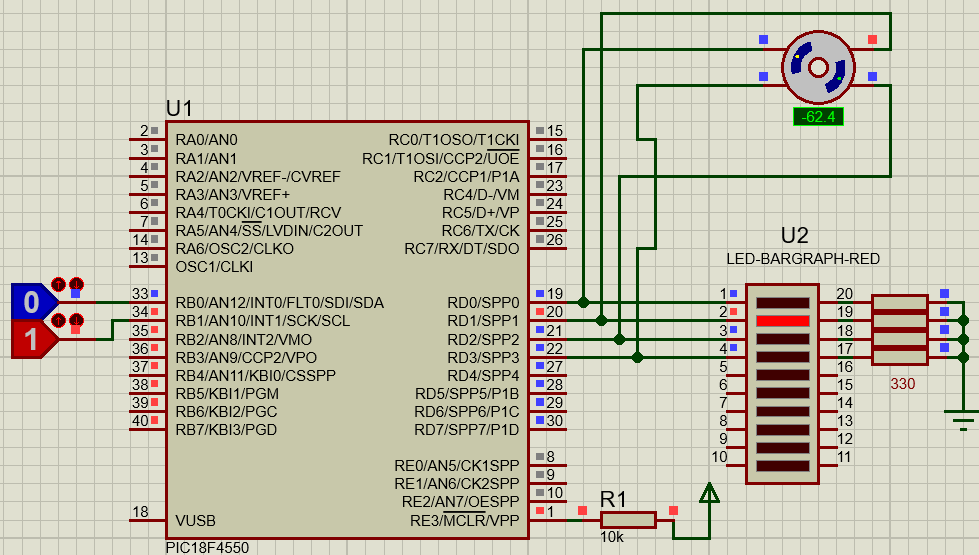 -62.4
U1
2 RA0/AN0 RC0/T1OSO/T1CKI 15
3 RA1/AN1 RC1/T1OSI/CCP2/UOE 16
4 RA2/AN2/VREF-/CVREF RC2/CCP1/P1A 17
5 RA3/AN3/VREF+ RC4/D-/VM 23
6 RA4/T0CKI/C1OUT/RCV RC5/D+/VP 24
7 RA5/AN4/SS/LVDIN/C2OUT RC6/TX/CK 25
14 RA6/OSC2/CLKO RC7/RX/DT/SDO 26
13 OSC1/CLKI
U2
LED-BARGRAPH-RED
0 33 RB0/AN12/INT0/FLT0/SDI/SDA RD0/SPP0 19 1 20
34 RB1/AN10/INT1/SCK/SCL RD1/SPP1 20 2 19
1 35 RB2/AN8/INT2/VMO RD2/SPP2 21 3 18
36 RB3/AN9/CCP2/VPO RD3/SPP3 22 4 17
37 RB4/AN11/KBI0/CSSPP RD4/SPP4 27 5 16
38 RB5/KBI1/PGM RD5/SPP5/P1B 28 6 15
330
39 RB6/KBI2/PGC RD6/SPP6/P1C 29 7 14
40 RB7/KBI3/PGD RD7/SPP7/P1D 30 8 13
9 12
10 11
RE0/AN5/CK1SPP 8
RE1/AN6/CK2SPP 9
RE2/AN7/OESPP 10
18 VUSB RE3/MCLR/VPP 1
R1
10k
PIC18F4550